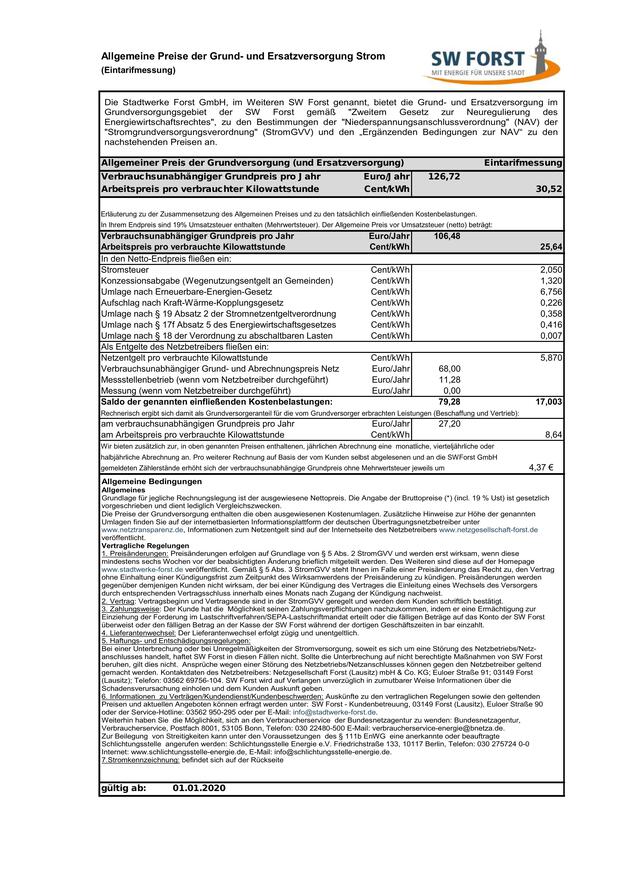 Allgemeine Preise der Grund- und Ersatzversorgung Strom
(Eintarifmessung)
SW FORST
MIT ENERGIE FÜR UNSERE STADT
Die Stadtwerke Forst GmbH, im Weiteren SW Forst genannt, bietet die Grund- und Ersatzversorgung im
Grundversorgungsgebiet der SW Forst gemäß "Zweitem Gesetz zur Neuregulierung des
Energiewirtschaftsrechtes", zu den Bestimmungen der "Niederspannungsanschlussverordnung" (NAV) der
"Stromgrundversorgungsverordnung" (StromGVV) und den „Ergänzenden Bedingungen zur NAV“ zu den
nachstehenden Preisen an.
Allgemeiner Preis der Grundversorgung (und Ersatzversorgung) Eintarifmessung
Verbrauchsunabhängiger Grundpreis pro Jahr Euro/Jahr 126,72
Arbeitspreis pro verbrauchter Kilowattstunde Cent/kWh 30,52
Erläuterung zu der Zusammensetzung des Allgemeinen Preises und zu den tatsächlich einfließenden Kostenbelastungen.
In Ihrem Endpreis sind 19% Umsatzsteuer enthalten (Mehrwertsteuer). Der Allgemeine Preis vor Umsatzsteuer (netto) beträgt:
Verbrauchsunabhängiger Grundpreis pro Jahr Euro/Jahr 106,48
Arbeitspreis pro verbrauchte Kilowattstunde Cent/kWh 25,64
In den Netto-Endpreis fließen ein:
Stromsteuer Cent/kWh 2,050
Konzessionsabgabe (Wegenutzungsentgelt an Gemeinden) Cent/kWh 1,320
Umlage nach Erneuerbare-Energien-Gesetz Cent/kWh 6,756
Aufschlag nach Kraft-Wärme-Kopplungsgesetz Cent/kWh 0,226
Umlage nach § 19 Absatz 2 der Stromnetzentgeltverordnung Cent/kWh 0,358
Umlage nach § 17f Absatz 5 des Energiewirtschaftsgesetzes Cent/kWh 0,416
Umlage nach § 18 der Verordnung zu abschaltbaren Lasten Cent/kWh 0,007
Als Entgelte des Netzbetreibers fließen ein:
Netzentgelt pro verbrauchte Kilowattstunde Cent/kWh 5,870
Verbrauchsunabhängiger Grund- und Abrechnungspreis Netz Euro/Jahr 68,00
Messstellenbetrieb (wenn vom Netzbetreiber durchgeführt) Euro/Jahr 11,28
Messung (wenn vom Netzbetreiber durchgeführt) Euro/Jahr 0,00
Saldo der genannten einfließenden Kostenbelastungen: 79,28 17,003
Rechnerisch ergibt sich damit als Grundversorgeranteil für die vom Grundversorger erbrachten Leistungen (Beschaffung und Vertrieb):
am verbrauchsunabhängigen Grundpreis pro Jahr Euro/Jahr 27,20
am Arbeitspreis pro verbrauchte Kilowattstunde Cent/kWh 8,64
Wir bieten zusätzlich zur, in oben genannten Preisen enthaltenen, jährlichen Abrechnung eine monatliche, vierteljährliche oder
halbjährliche Abrechnung an. Pro weiterer Rechnung auf Basis der vom Kunden selbst abgelesenen und an die SWForst GmbH
gemeldeten Zählerstände erhöht sich der verbrauchsunabhängige Grundpreis ohne Mehrwertsteuer jeweils um 4,37 €
Allgemeine Bedingungen
Allgemeines
Grundlage für jegliche Rechnungslegung ist der ausgewiesene Nettopreis. Die Angabe der Bruttopreise (*) (incl. 19 % Ust) ist gesetzlich
vorgeschrieben und dient lediglich Vergleichszwecken.
Die Preise der Grundversorgung enthalten die oben ausgewiesenen Kostenumlagen. Zusätzliche Hinweise zur Höhe der genannten
Umlagen finden Sie auf der internetbasierten Informationsplattform der deutschen Übertragungsnetzbetreiber unter
www.netztransparenz.de, Informationen zum Netzentgelt sind auf der Internetseite des Netzbetreibers www.netzgesellschaft-forst.de
veröffentlicht.
Vertragliche Regelungen
1. Preisänderungen: Preisänderungen erfolgen auf Grundlage von § 5 Abs. 2 StromGVV und werden erst wirksam, wenn diese
mindestens sechs Wochen vor der beabsichtigten Änderung brieflich mitgeteilt werden. Des Weiteren sind diese auf der Homepage
www.stadtwerke-forst.de veröffentlicht. Gemäß § 5 Abs. 3 StromGVV steht Ihnen im Falle einer Preisänderung das Recht zu, den Vertrag
ohne Einhaltung einer Kündigungsfrist zum Zeitpunkt des Wirksamwerdens der Preisänderung zu kündigen. Preisänderungen werden
gegenüber demjenigen Kunden nicht wirksam, der bei einer Kündigung des Vertrages die Einleitung eines Wechsels des Versorgers
durch entsprechenden Vertragsschluss innerhalb eines Monats nach Zugang der Kündigung nachweist.
2. Vertrag: Vertragsbeginn und Vertragsende sind in der StromGVV geregelt und werden dem Kunden schriftlich bestätigt.
3. Zahlungsweise: Der Kunde hat die Möglichkeit seinen Zahlungsverpflichtungen nachzukommen, indem er eine Ermächtigung zur
Einziehung der Forderung im Lastschriftverfahren/SEPA-Lastschriftmandat erteilt oder die fälligen Beträge auf das Konto der SW Forst
überweist oder den fälligen Betrag an der Kasse der SW Forst während der dortigen Geschäftszeiten in bar einzahlt.
4. Lieferantenwechsel: Der Lieferantenwechsel erfolgt zügig und unentgeltlich.
5. Haftungs- und Entschädigungsregelungen:
Bei einer Unterbrechung oder bei Unregelmäßigkeiten der Stromversorgung, soweit es sich um eine Störung des Netzbetriebs/Netz-
anschlusses handelt, haftet SW Forst in diesen Fällen nicht. Sollte die Unterbrechung auf nicht berechtigte Maßnahmen von SW Forst
beruhen, gilt dies nicht. Ansprüche wegen einer Störung des Netzbetriebs/Netzanschlusses können gegen den Netzbetreiber geltend
gemacht werden. Kontaktdaten des Netzbetreibers: Netzgesellschaft Forst (Lausitz) mbH & Co. KG; Euloer Straße 91; 03149 Forst
(Lausitz); Telefon: 03562 69756-104. SW Forst wird auf Verlangen unverzüglich in zumutbarer Weise Informationen über die
Schadensverursachung einholen und dem Kunden Auskunft geben.
6. Informationen zu Verträgen/Kundendienst/Kundenbeschwerden: Auskünfte zu den vertraglichen Regelungen sowie den geltenden
Preisen und aktuellen Angeboten können erfragt werden unter: SW Forst - Kundenbetreuung, 03149 Forst (Lausitz), Euloer Straße 90
oder der Service-Hotline: 03562 950-295 oder per E-Mail: info@stadtwerke-forst.de.
Weiterhin haben Sie die Möglichkeit, sich an den Verbraucherservice der Bundesnetzagentur zu wenden: Bundesnetzagentur,
Verbraucherservice, Postfach 8001, 53105 Bonn, Telefon: 030 22480-500 E-Mail: verbraucherservice-energie@bnetza.de.
Zur Beilegung von Streitigkeiten kann unter den Voraussetzungen des § 111b EnWG eine anerkannte oder beauftragte
Schlichtungsstelle angerufen werden: Schlichtungsstelle Energie e.V. Friedrichstraße 133, 10117 Berlin, Telefon: 030 275724 0-0
Internet: www.schlichtungsstelle-energie.de, E-Mail: info@schlichtungsstelle-energie.de.
7.Stromkennzeichnung: befindet sich auf der Rückseite
gültig ab: 01.01.2020